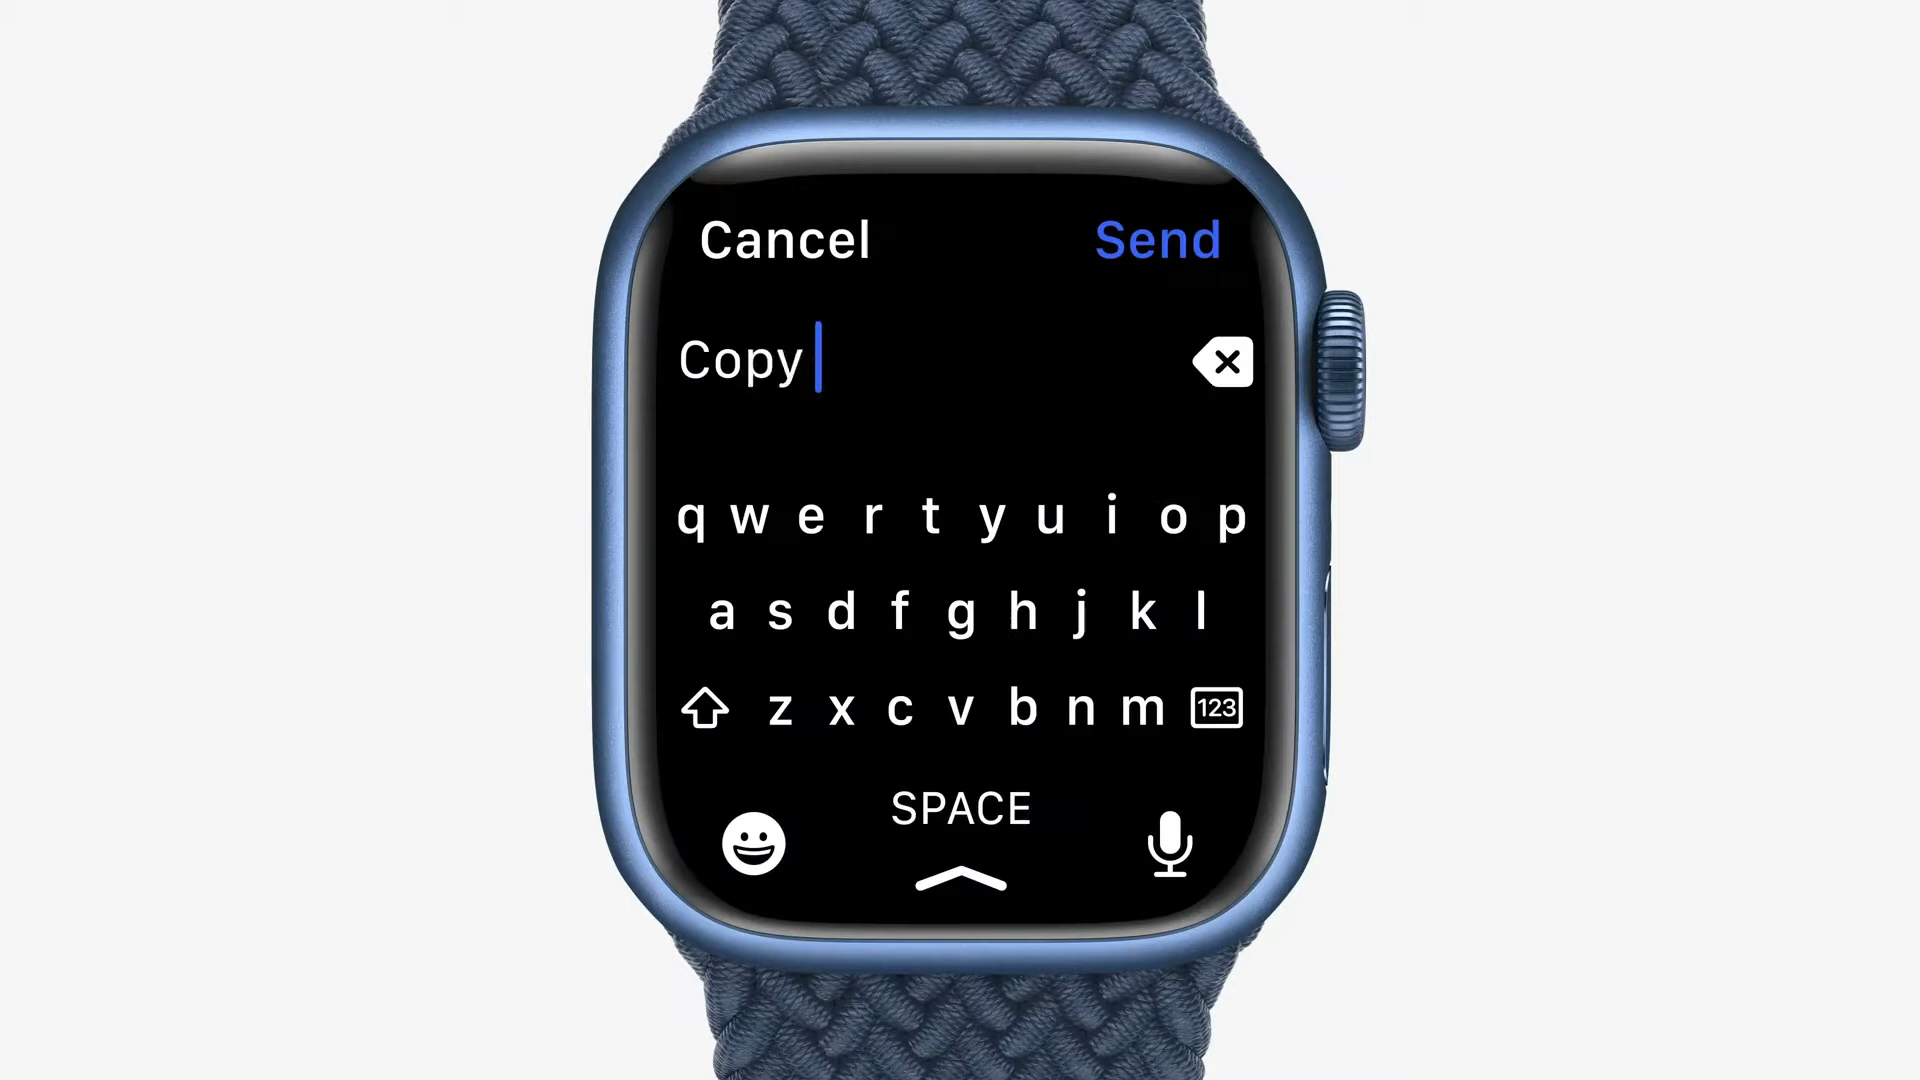 Cancel Send
Copy
q w e r t y u i o p
a s d f g h j k l
z x c v b n m 123
SPACE